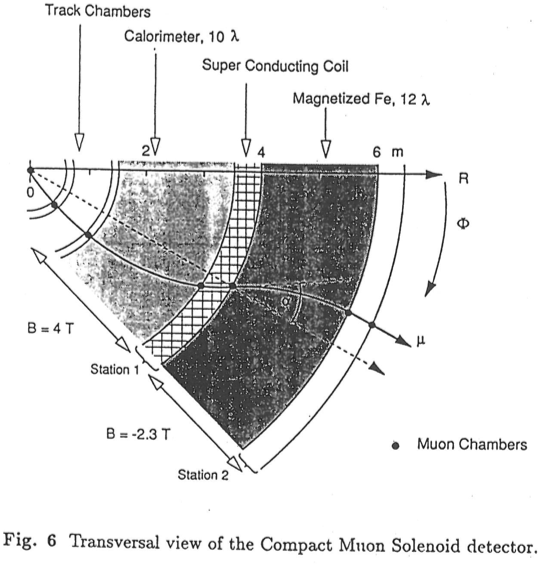 Track Chambers
Calorimeter, 10 λ
Super Conducting Coil
Magnetized Fe, 12 λ
2 4 6 m
R
0
Φ
α
μ
B = 4 T
Station 1
B = -2.3 T
Station 2
Muon Chambers
Fig. 6 Transversal view of the Compact Muon Solenoid detector.